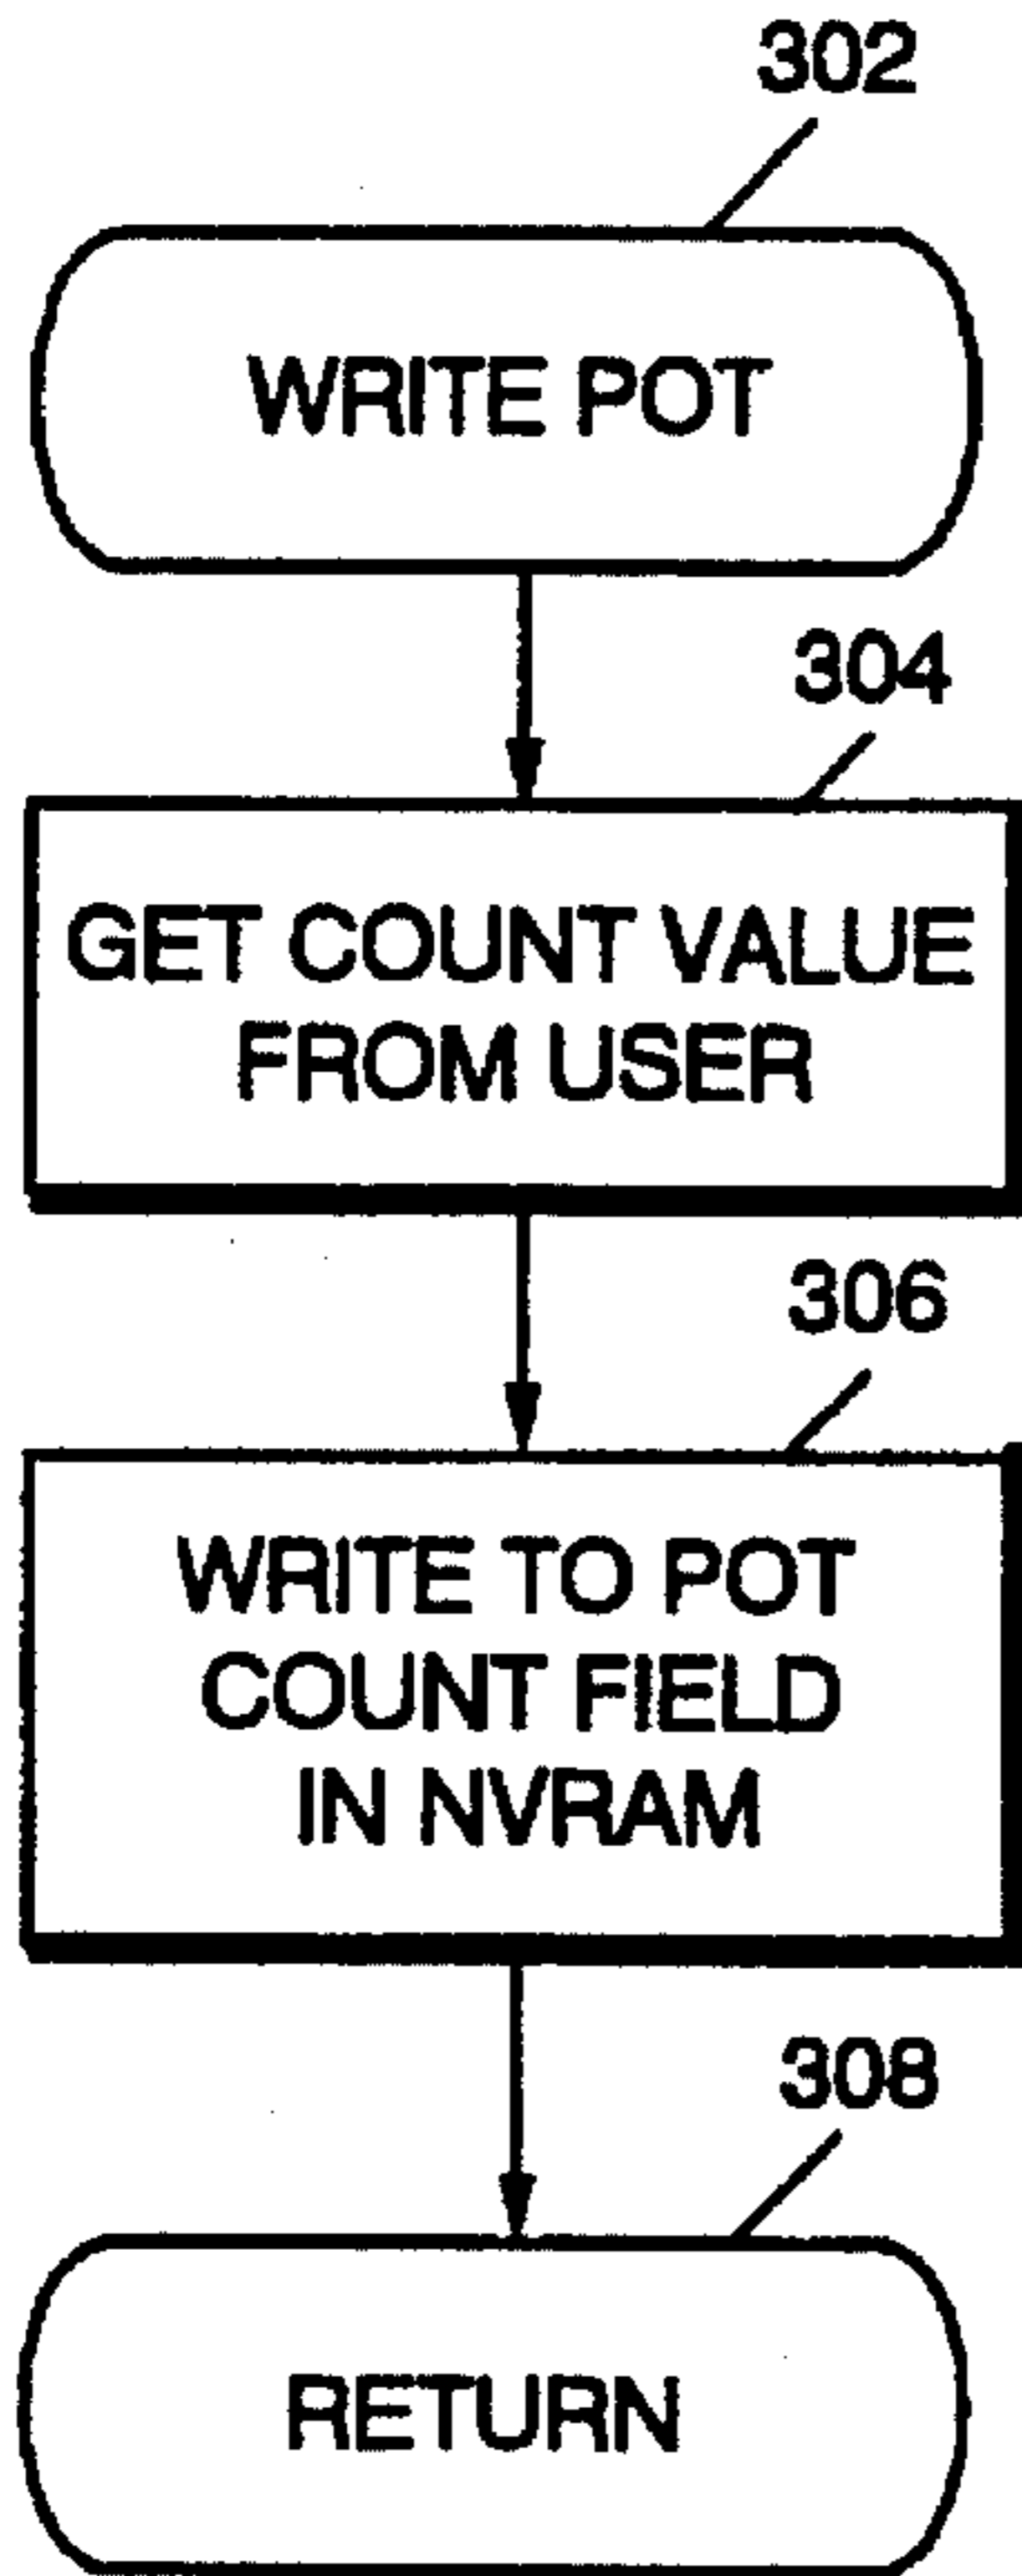 302
WRITE POT
304
GET COUNT VALUE
FROM USER
306
WRITE TO POT
COUNT FIELD
IN NVRAM
308
RETURN